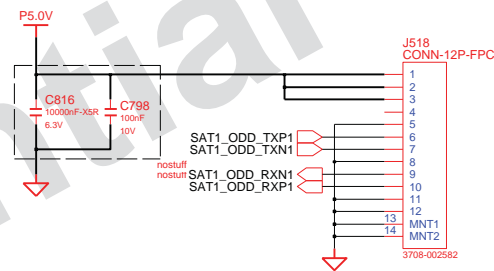 P5.0V
J518
CONN-12P-FPC
C816
10000nF-X5R
6.3V
C798
100nF
10V
nostuff
nostuff
SAT1_ODD_TXP1
SAT1_ODD_TXN1
SAT1_ODD_RXN1
SAT1_ODD_RXP1
1
2
3
4
5
6
7
8
9
10
11
12
13 MNT1
14 MNT2
3708-002582
ential